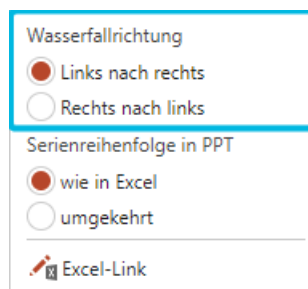 Wasserfallrichtung
Links nach rechts
Rechts nach links
Serienreihenfolge in PPT
wie in Excel
umgekehrt
Excel-Link